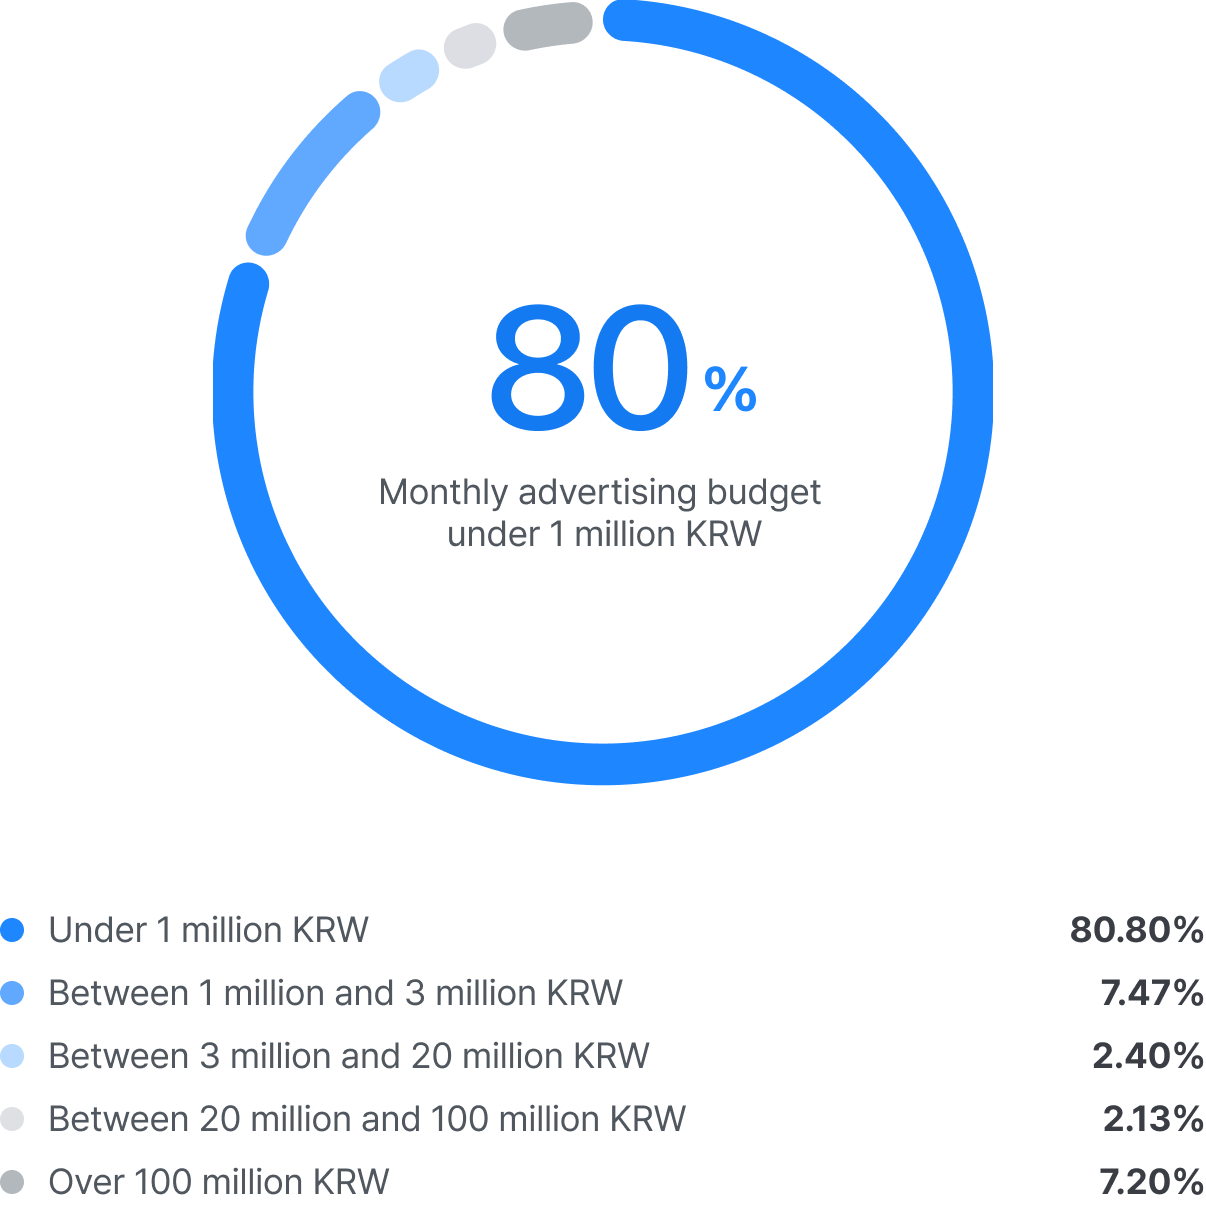 80%
Monthly advertising budget
under 1 million KRW
Under 1 million KRW 80.80%
Between 1 million and 3 million KRW 7.47%
Between 3 million and 20 million KRW 2.40%
Between 20 million and 100 million KRW 2.13%
Over 100 million KRW 7.20%